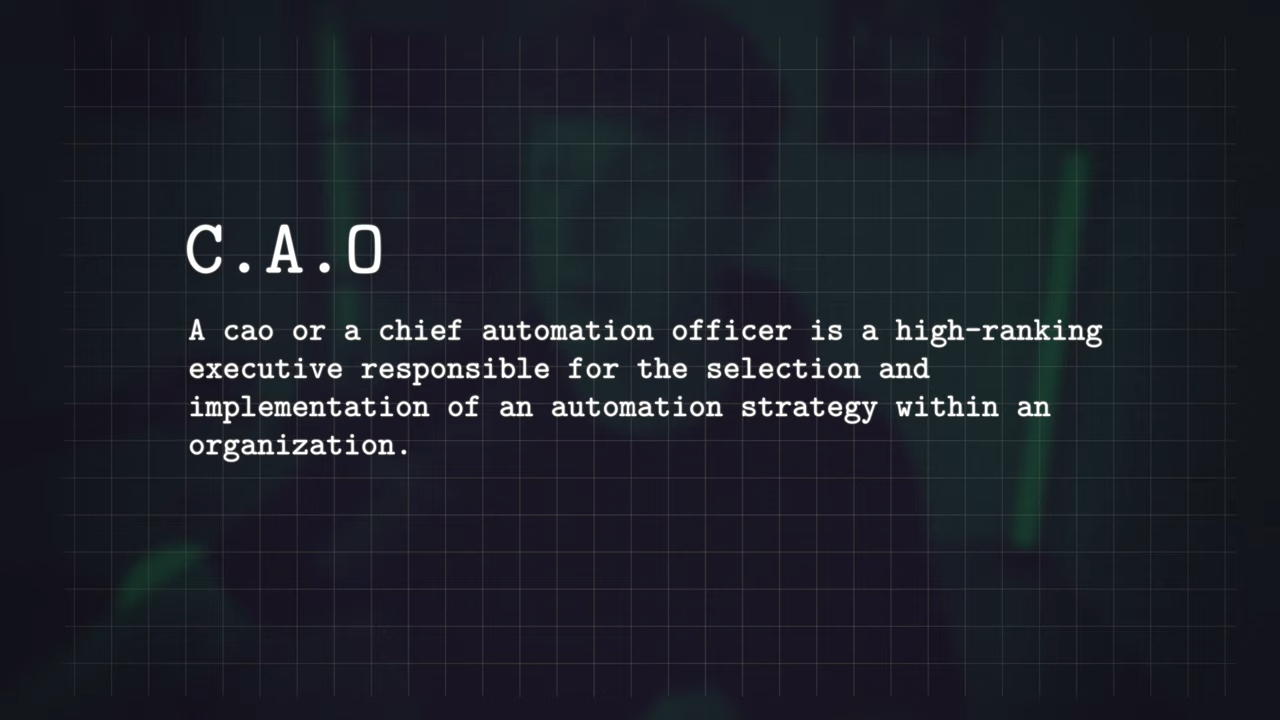 C.A.O
A cao or a chief automation officer is a high-ranking
executive responsible for the selection and
implementation of an automation strategy within an
organization.